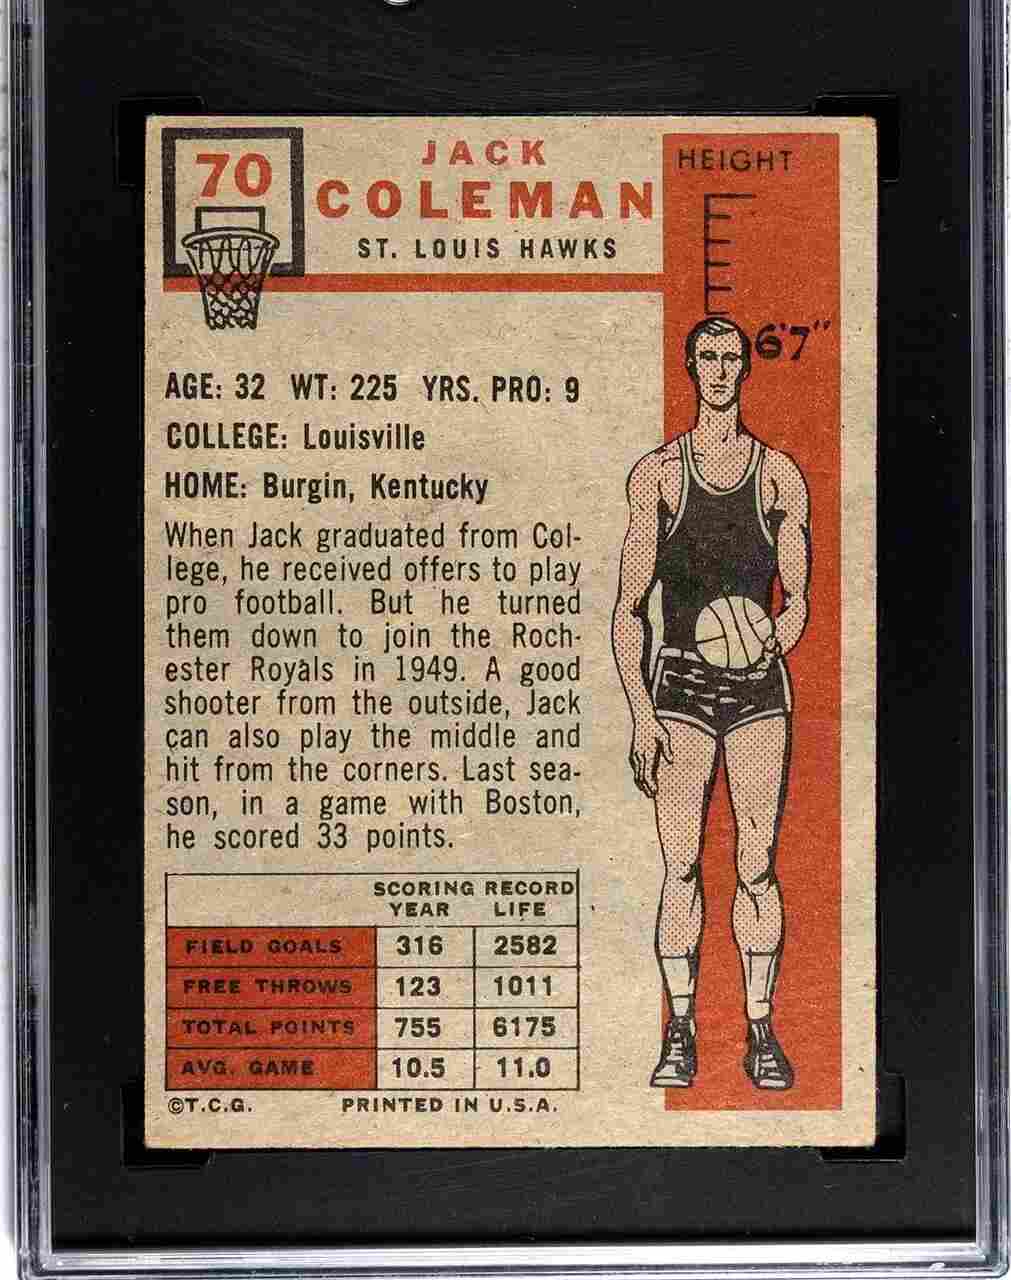 70
JACK
COLEMAN
ST. LOUIS HAWKS
HEIGHT
6'7"
AGE: 32 WT: 225 YRS. PRO: 9
COLLEGE: Louisville
HOME: Burgin, Kentucky
When Jack graduated from Col-
lege, he received offers to play
pro football. But he turned
them down to join the Roch-
ester Royals in 1949. A good
shooter from the outside, Jack
can also play the middle and
hit from the corners. Last sea-
son, in a game with Boston,
he scored 33 points.
SCORING RECORD
YEAR LIFE
FIELD GOALS 316 2582
FREE THROWS 123 1011
TOTAL POINTS 755 6175
AVG. GAME 10.5 11.0
©T.C.G. PRINTED IN U.S.A.